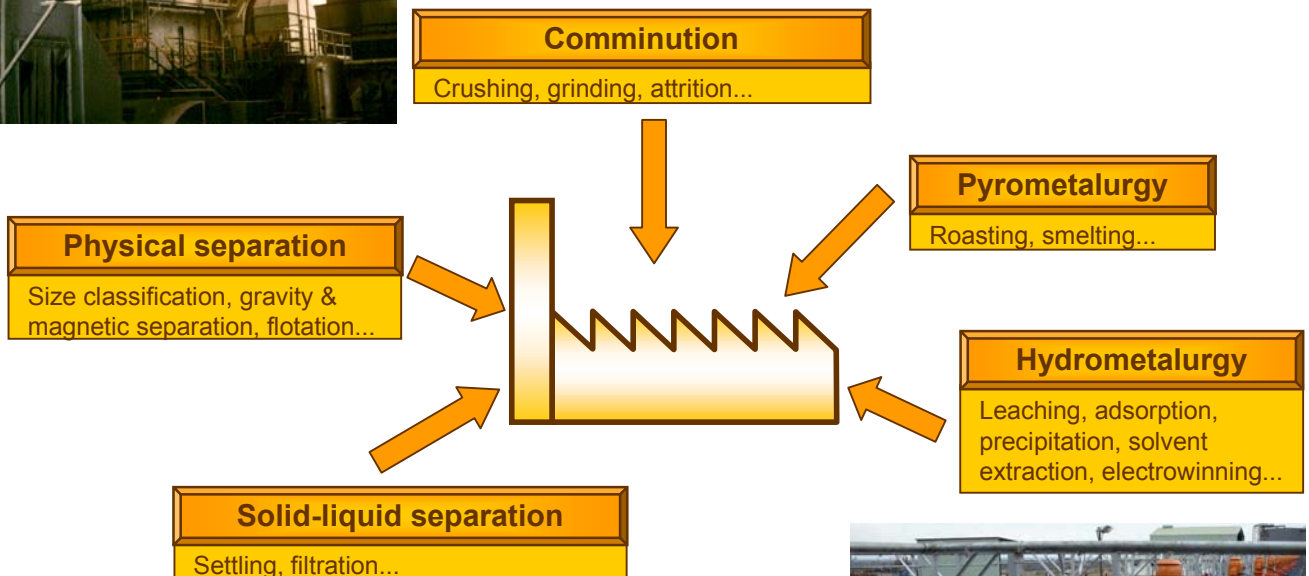 Comminution
Crushing, grinding, attrition...
Pyrometalurgy
Roasting, smelting...
Physical separation
Size classification, gravity &
magnetic separation, flotation...
Hydrometalurgy
Leaching, adsorption,
precipitation, solvent
extraction, electrowinning...
Solid-liquid separation
Settling, filtration...